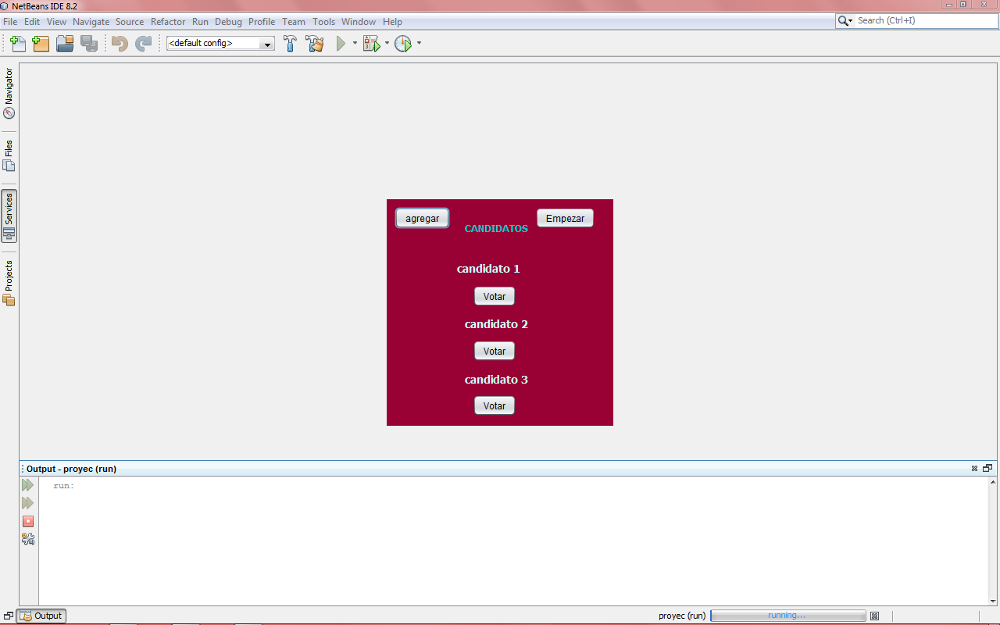 NetBeans IDE 8.2
File Edit View Navigate Source Refactor Run Debug Profile Team Tools Window Help
Search (Ctrl+I)
<default config>
Navigator
Files
Services
Projects
agregar
CANDIDATOS
Empezar
candidato 1
Votar
candidato 2
Votar
candidato 3
Votar
Output - proyec (run)
run:
Output
proyec (run)
running...